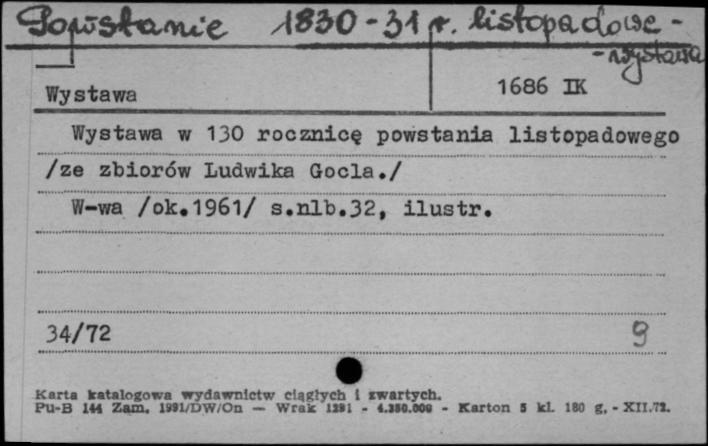 Powstanie 1830-31 r. listopadowe -
- wystawa
Wystawa
1686 IK
Wystawa w 130 rocznicę powstania listopadowego
/ze zbiorów Ludwika Gocla./
W-wa /ok.1961/ s.nlb.32, ilustr.
34/72
9
Karta katalogowa wydawnictw ciągłych i zwartych.
Pu-B 144 Zam. 1991/DW/On — Wrak 1291 - 4.350.000 - Karton 5 kl. 180 g. - XII.72.